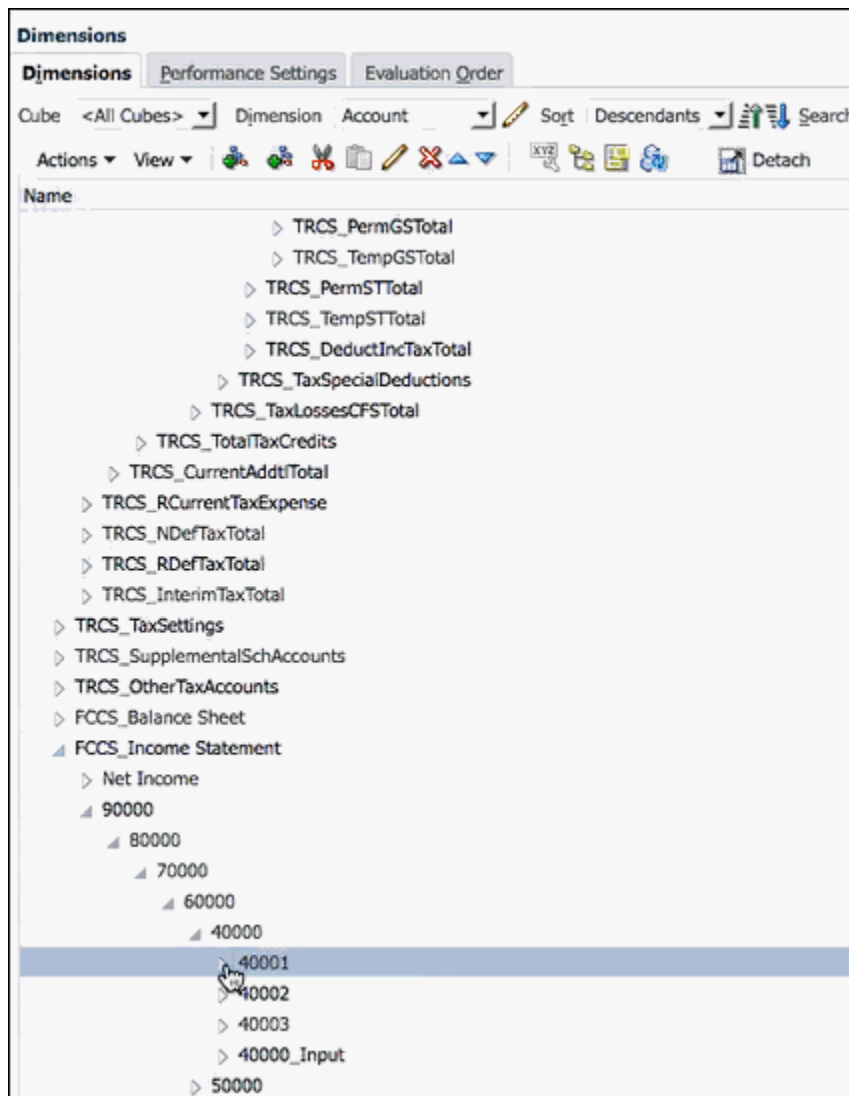 Dimensions
Dimensions Performance Settings Evaluation Order
Cube <All Cubes> Dimension Account Sort Descendants Search
Actions View XYZ Detach
Name
TRCS_PermGSTotal
TRCS_TempGSTotal
TRCS_PermSTTotal
TRCS_TempSTTotal
TRCS_DeductIncTaxTotal
TRCS_TaxSpecialDeductions
TRCS_TaxLossesCFSTotal
TRCS_TotalTaxCredits
TRCS_CurrentAddtlTotal
TRCS_RCurrentTaxExpense
TRCS_NDefTaxTotal
TRCS_RDefTaxTotal
TRCS_InterimTaxTotal
TRCS_TaxSettings
TRCS_SupplementalSchAccounts
TRCS_OtherTaxAccounts
FCCS_Balance Sheet
FCCS_Income Statement
Net Income
90000
80000
70000
60000
40000
40001
40002
40003
40000_Input
50000